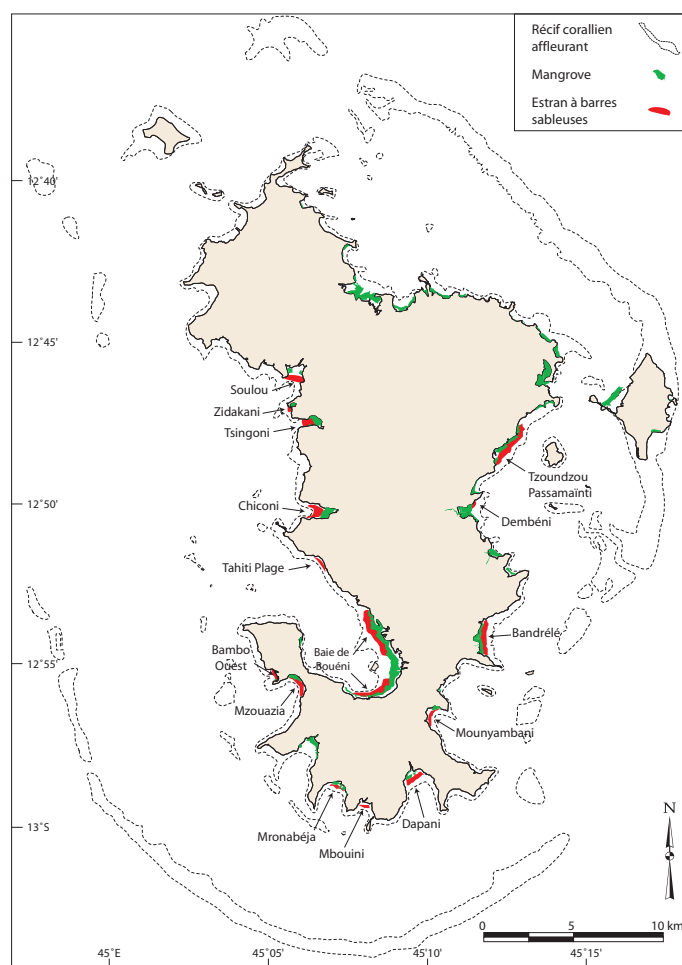 Récif corallien
affleurant
Mangrove
Estran à barres
sableuses
12°40'
12°45'
Soulou
Zidakani
Tsingoni
Tzoundzou
Passamaïnti
12°50'
Chiconi
Dembéni
Tahiti Plage
Bandrélé
Baie de
Bouéni
12°55'
Bambo
Ouest
Mzouazia
Mounyambani
13°S
Mronabéja
Mbouini
Dapani
N
0 5 10 km
45°E 45°05' 45°10' 45°15'